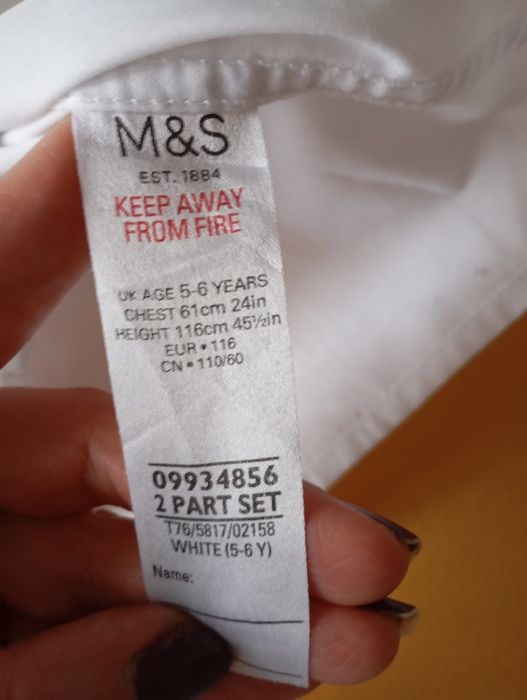 M&S
EST. 1884
KEEP AWAY
FROM FIRE
UK AGE 5-6 YEARS
CHEST 61cm 24in
HEIGHT 116cm 45½in
EUR • 116
CN • 110/60
09934856
2 PART SET
T76/5817/02158
WHITE (5-6 Y)
Name: